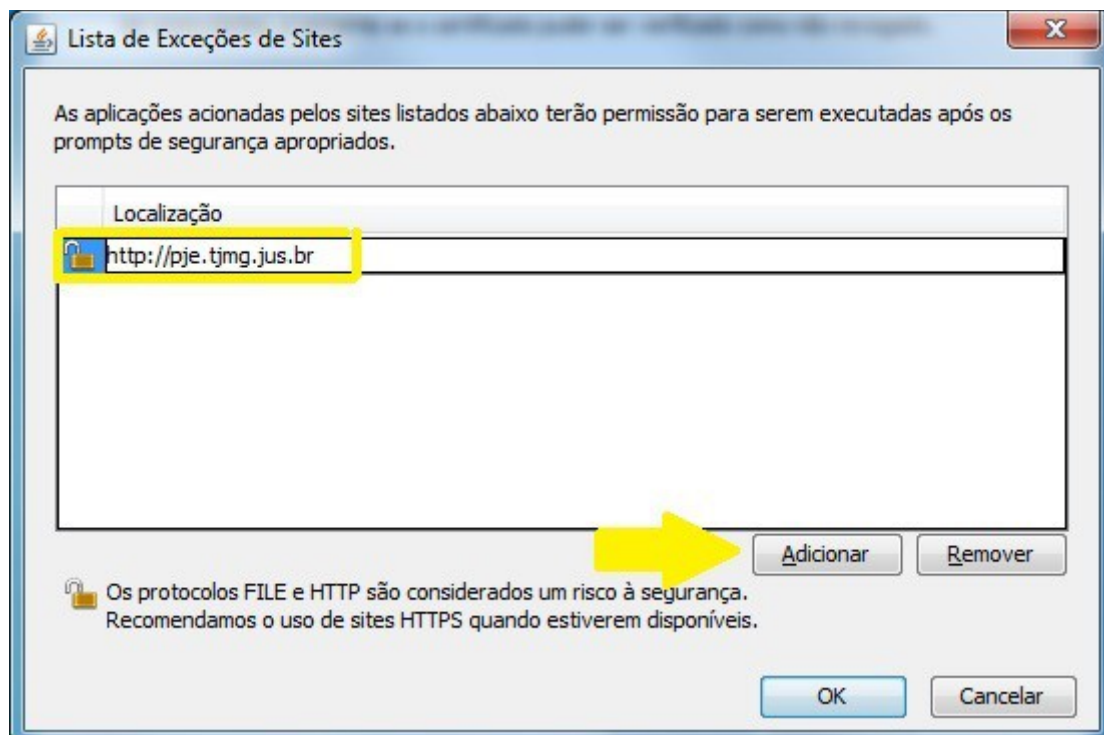 Lista de Exceções de Sites
As aplicações acionadas pelos sites listados abaixo terão permissão para serem executadas após os
prompts de segurança apropriados.
Localização
http://pje.tjmg.jus.br
Adicionar
Remover
Os protocolos FILE e HTTP são considerados um risco à segurança.
Recomendamos o uso de sites HTTPS quando estiverem disponíveis.
OK
Cancelar